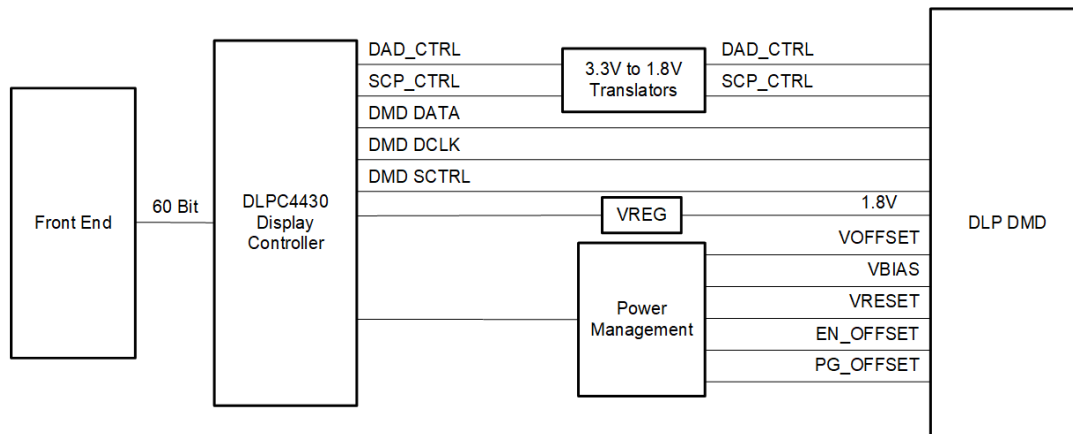 DAD_CTRL
SCP_CTRL
DMD DATA
DMD DCLK
DMD SCTRL
3.3V to 1.8V
Translators
DAD_CTRL
SCP_CTRL
Front End
60 Bit
DLPC4430
Display
Controller
VREG
1.8V
DLP DMD
VOFFSET
VBIAS
VRESET
EN_OFFSET
PG_OFFSET
Power
Management